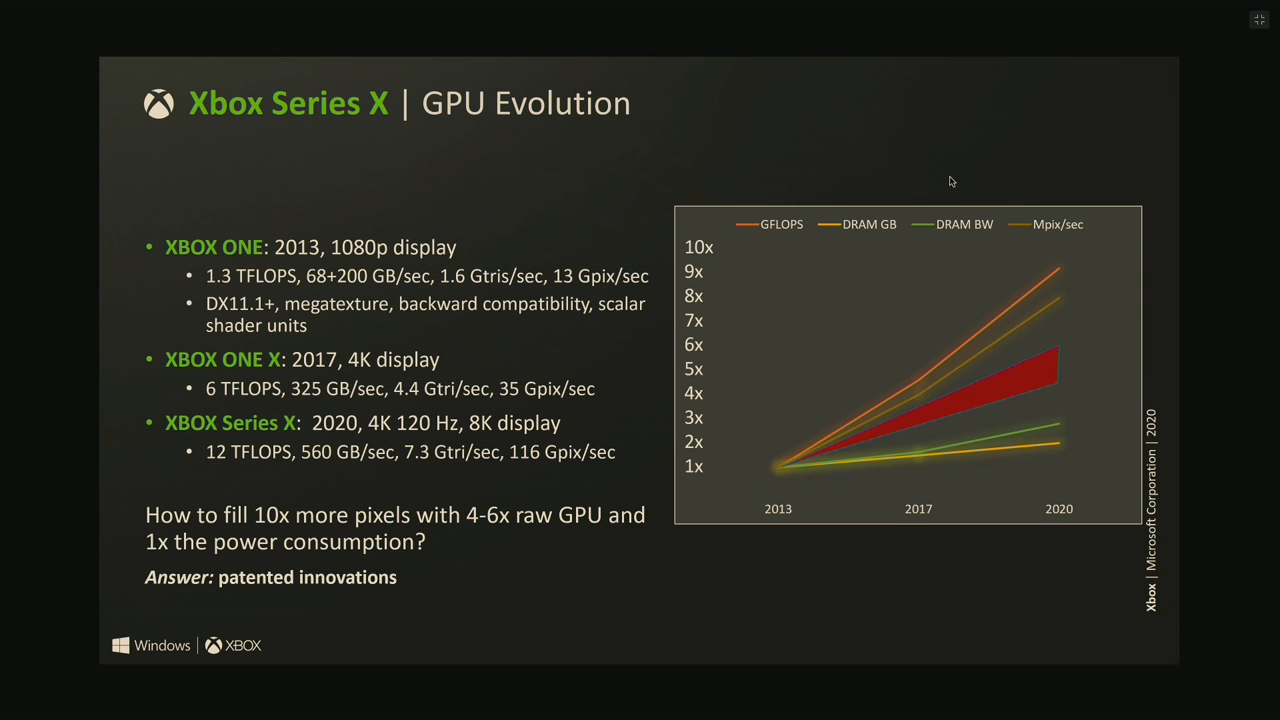 Xbox Series X | GPU Evolution
• XBOX ONE: 2013, 1080p display
• 1.3 TFLOPS, 68+200 GB/sec, 1.6 Gtris/sec, 13 Gpix/sec
• DX11.1+, megatexture, backward compatibility, scalar
shader units
• XBOX ONE X: 2017, 4K display
• 6 TFLOPS, 325 GB/sec, 4.4 Gtri/sec, 35 Gpix/sec
• XBOX Series X: 2020, 4K 120 Hz, 8K display
• 12 TFLOPS, 560 GB/sec, 7.3 Gtri/sec, 116 Gpix/sec
How to fill 10x more pixels with 4-6x raw GPU and
1x the power consumption?
Answer: patented innovations
GFLOPS DRAM GB DRAM BW Mpix/sec
10x
9x
8x
7x
6x
5x
4x
3x
2x
1x
2013 2017 2020
Xbox | Microsoft Corporation | 2020
Windows | XBOX